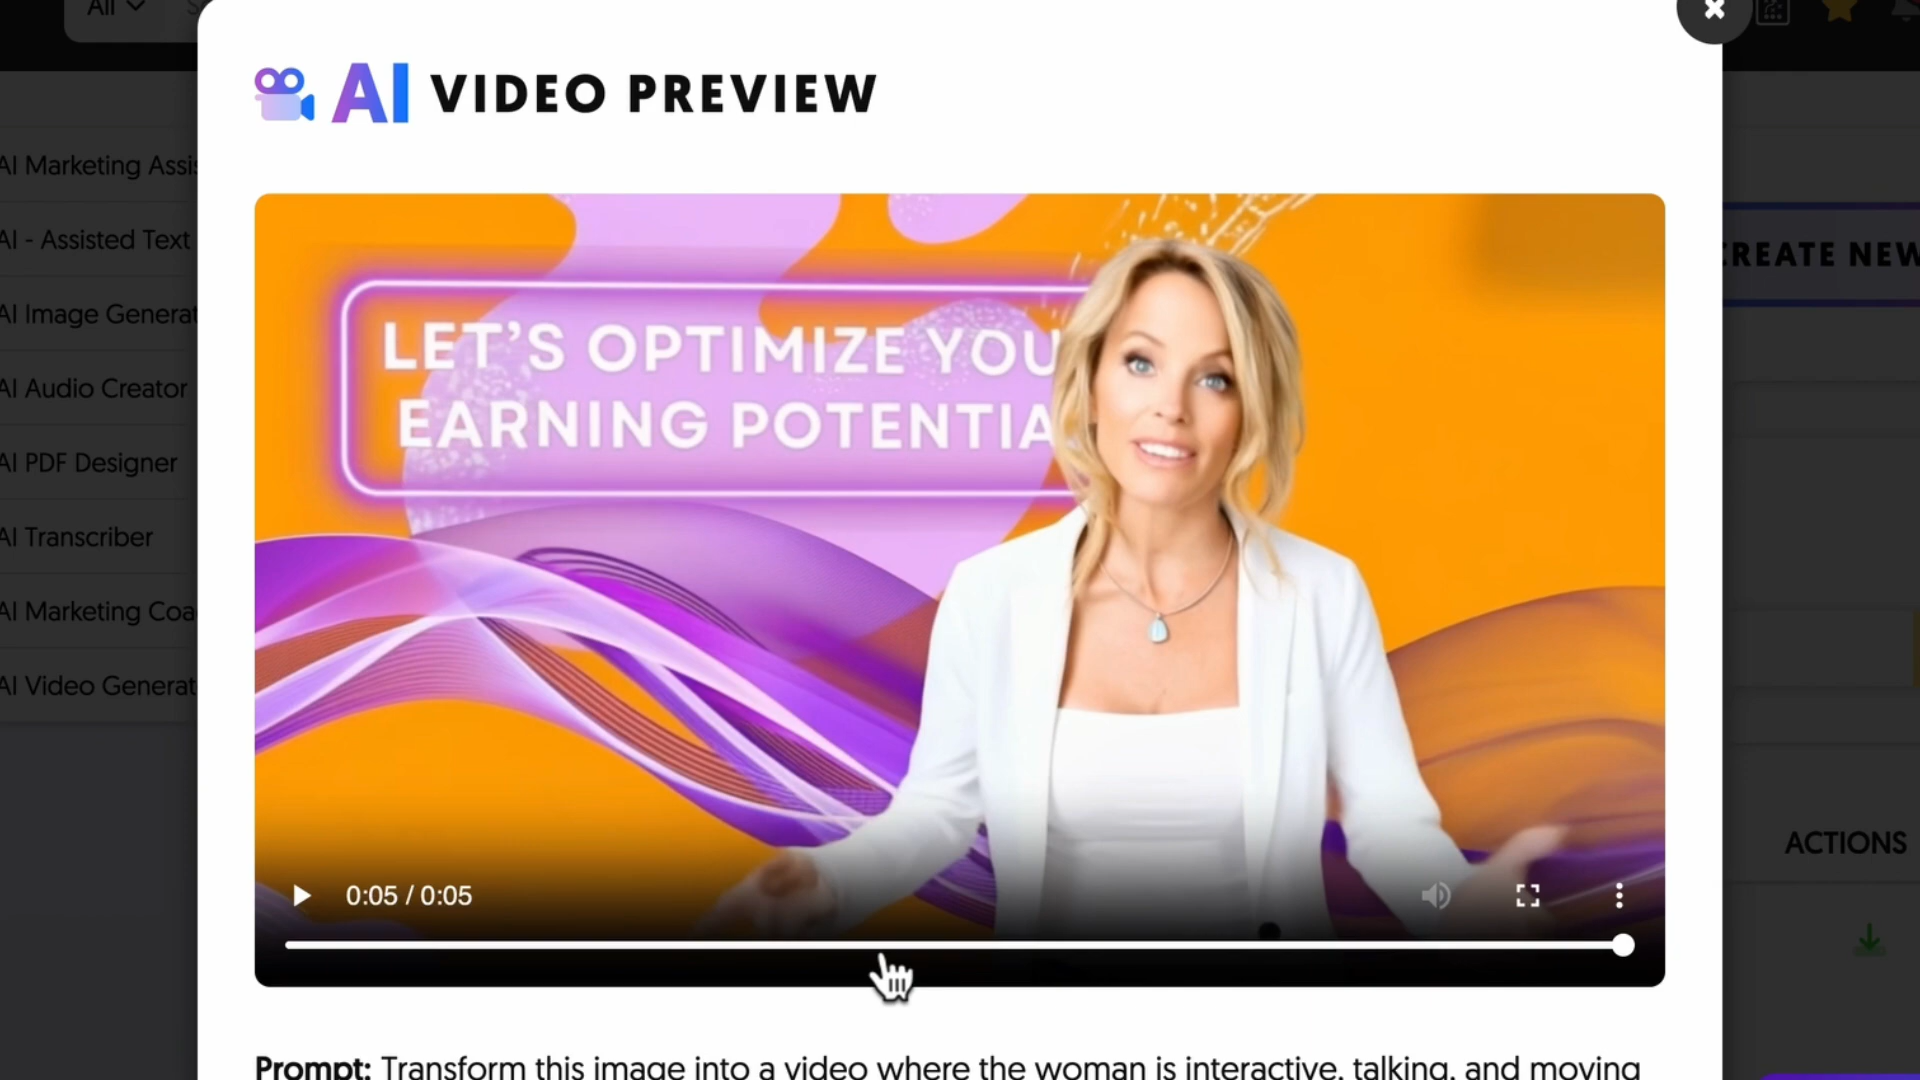 All
AI VIDEO PREVIEW
AI Marketing Assis
AI - Assisted Text
AI Image Generat
AI Audio Creator
AI PDF Designer
AI Transcriber
AI Marketing Coa
AI Video Generat
CREATE NEW
LET'S OPTIMIZE YOU
EARNING POTENTIA
ACTIONS
0:05 / 0:05
Prompt: Transform this image into a video where the woman is interactive, talking, and moving